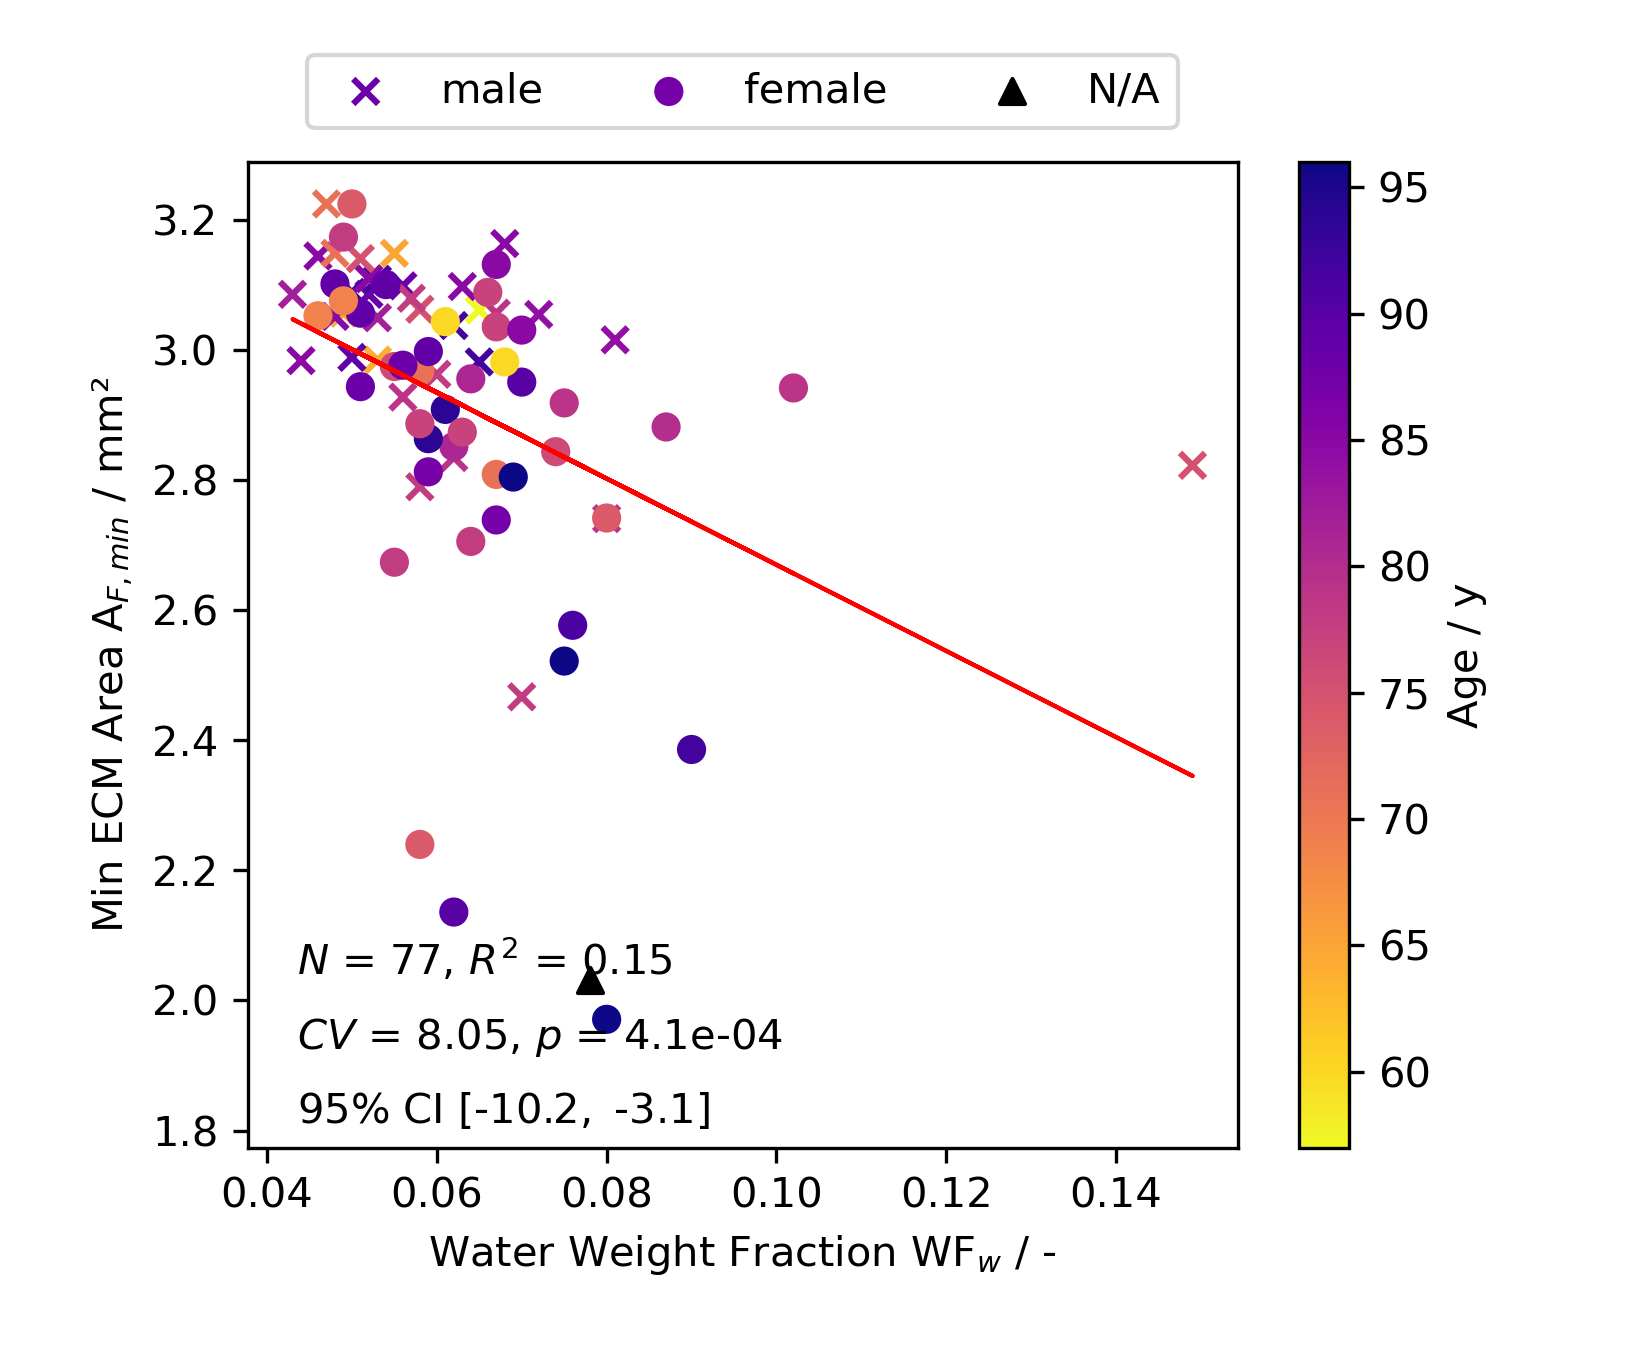 male female N/A
3.2
3.0
2.8
2.6
2.4
2.2
2.0
1.8
Min ECM Area A_{F, min} / mm²
N = 77, R² = 0.15
CV = 8.05, p = 4.1e-04
95% CI [-10.2, -3.1]
0.04 0.06 0.08 0.10 0.12 0.14
Water Weight Fraction WF_w / -
95
90
85
80
75
70
65
60
Age / y